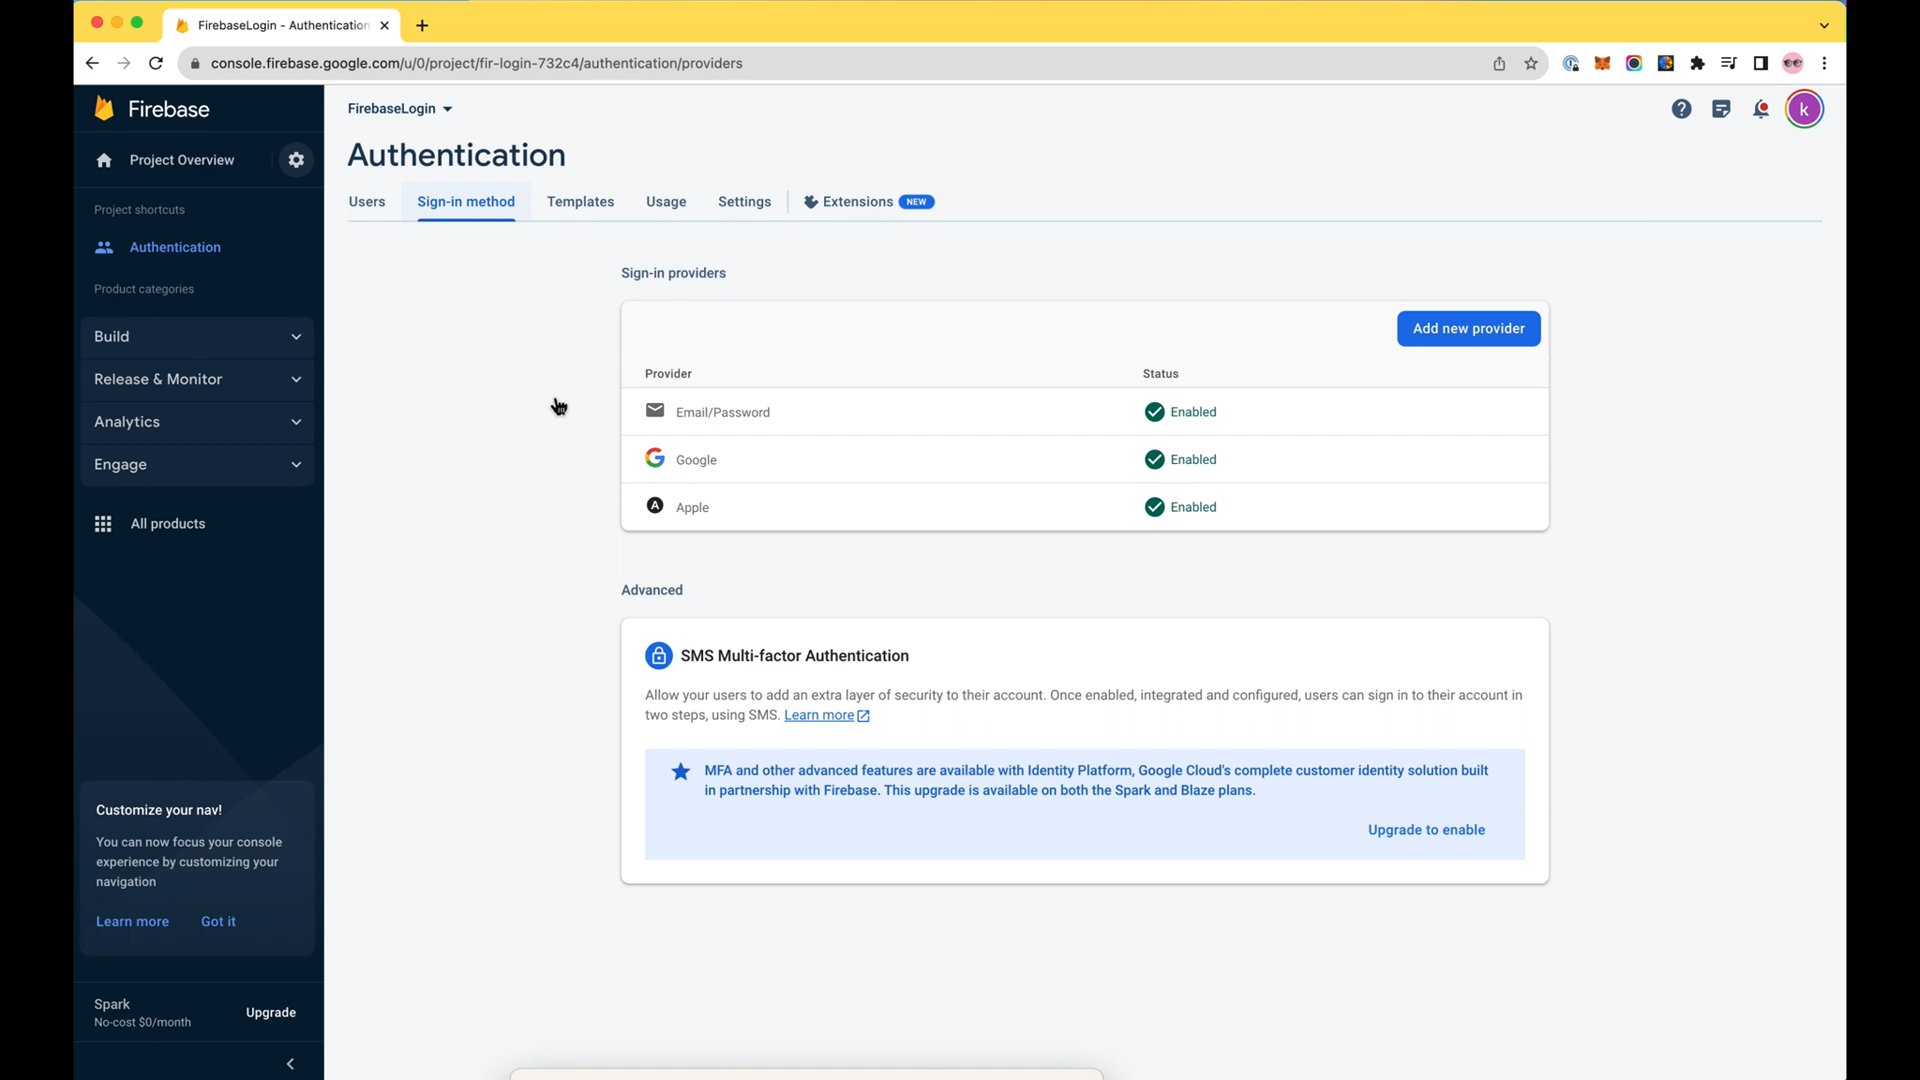 FirebaseLogin - Authentication
console.firebase.google.com/u/0/project/fir-login-732c4/authentication/providers
Firebase
FirebaseLogin
k
Project Overview
Authentication
Users
Sign-in method
Templates
Usage
Settings
Extensions
NEW
Project shortcuts
Authentication
Product categories
Build
Release & Monitor
Analytics
Engage
All products
Sign-in providers
Add new provider
Provider
Status
Email/Password
Enabled
Google
Enabled
Apple
Enabled
Advanced
SMS Multi-factor Authentication
Allow your users to add an extra layer of security to their account. Once enabled, integrated and configured, users can sign in to their account in
two steps, using SMS. Learn more
MFA and other advanced features are available with Identity Platform, Google Cloud's complete customer identity solution built
in partnership with Firebase. This upgrade is available on both the Spark and Blaze plans.
Upgrade to enable
Customize your nav!
You can now focus your console
experience by customizing your
navigation
Learn more
Got it
Spark
No-cost $0/month
Upgrade